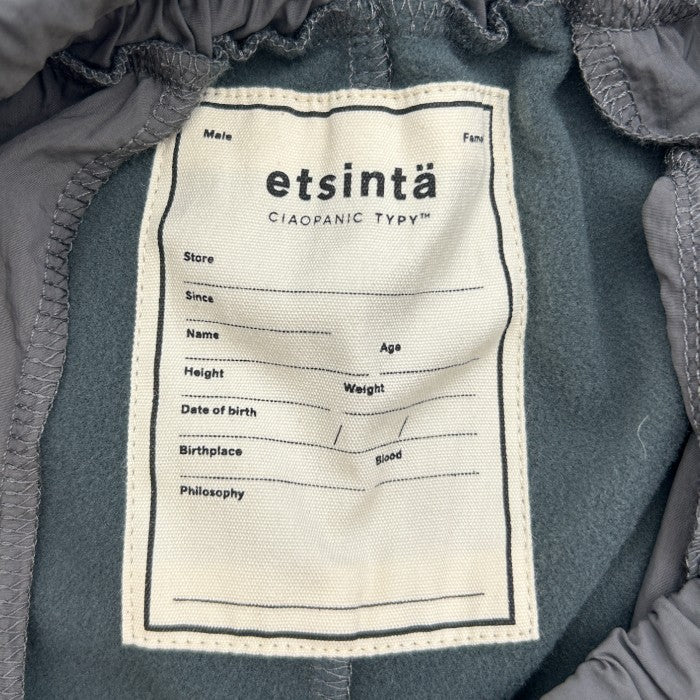 Male Fema
etsintä
CIAOPANIC TYPY™
Store
Since
Name
Age
Height
Weight
Date of birth / /
Birthplace
Blood
Philosophy